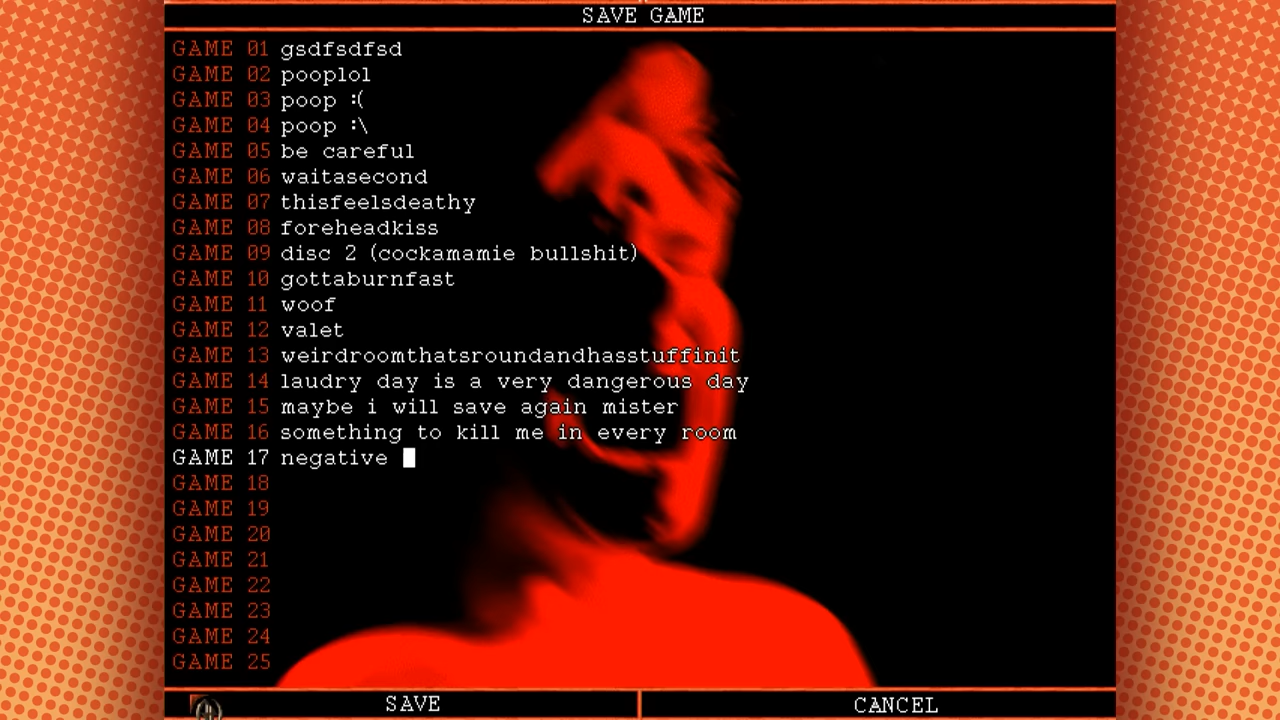 SAVE GAME
GAME 01 gsdfsdfsd
GAME 02 pooplol
GAME 03 poop :(
GAME 04 poop :\
GAME 05 be careful
GAME 06 waitasecond
GAME 07 thisfeelsdeathy
GAME 08 foreheadkiss
GAME 09 disc 2 (cockamamie bullshit)
GAME 10 gottaburnfast
GAME 11 woof
GAME 12 valet
GAME 13 weirdroomthatsroundandhasstuffinit
GAME 14 laudry day is a very dangerous day
GAME 15 maybe i will save again mister
GAME 16 something to kill me in every room
GAME 17 negative
GAME 18
GAME 19
GAME 20
GAME 21
GAME 22
GAME 23
GAME 24
GAME 25
SAVE CANCEL